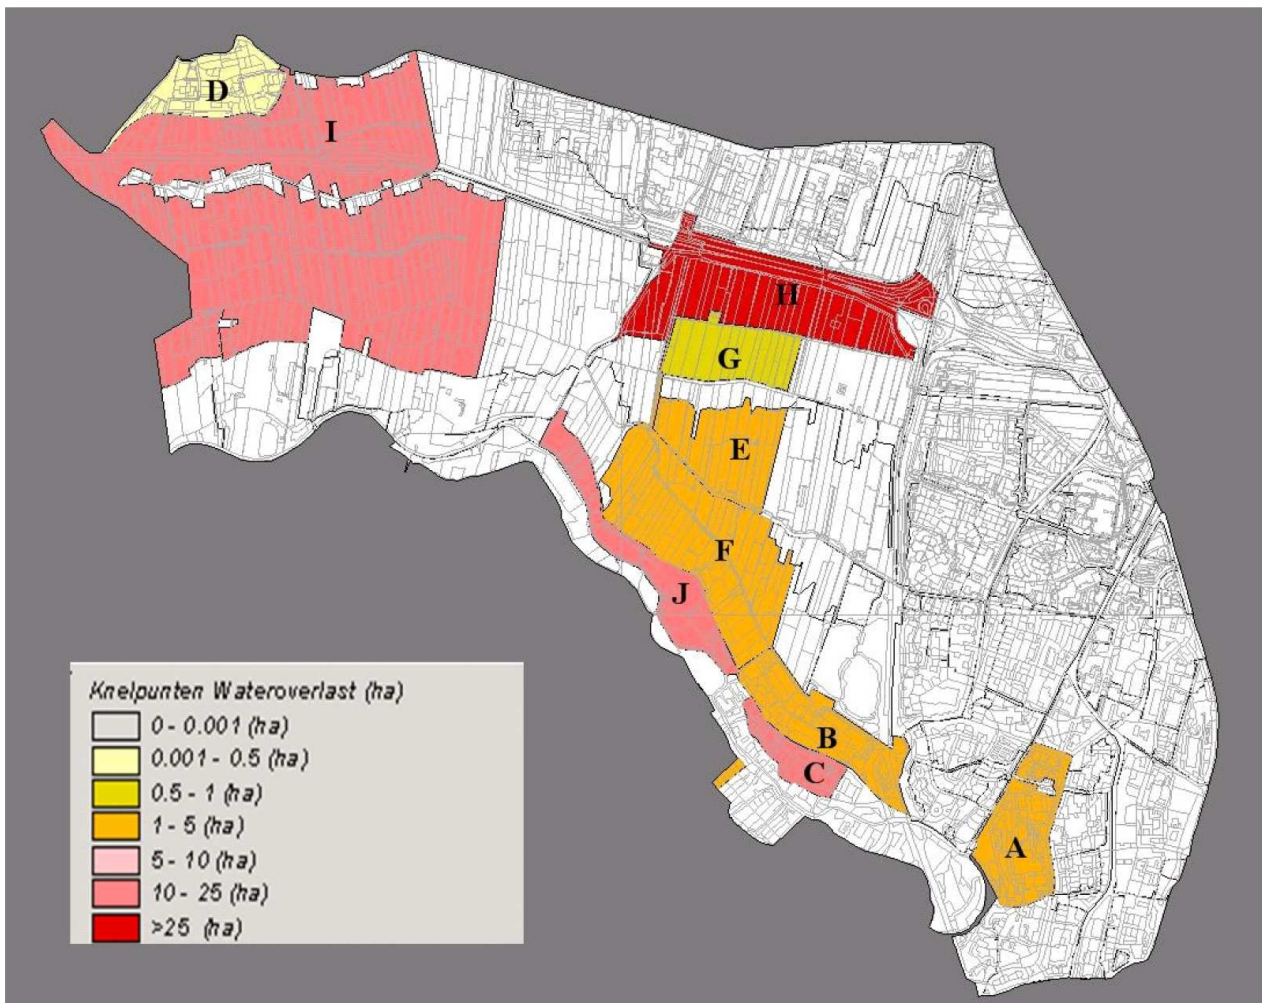 D
I
H
G
E
F
J
B
C
A
Knelpunten Wateroverlast (ha)
0 - 0.001 (ha)
0.001 - 0.5 (ha)
0.5 - 1 (ha)
1 - 5 (ha)
5 - 10 (ha)
10 - 25 (ha)
>25 (ha)